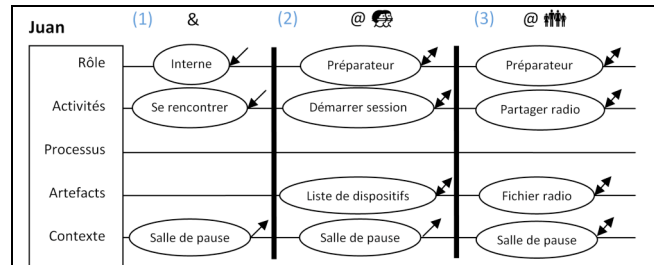 Juan (1) & (2) @ (3) @
Rôle Interne Préparateur Préparateur
Activités Se rencontrer Démarrer session Partager radio
Processus
Artefacts Liste de dispositifs Fichier radio
Contexte Salle de pause Salle de pause Salle de pause